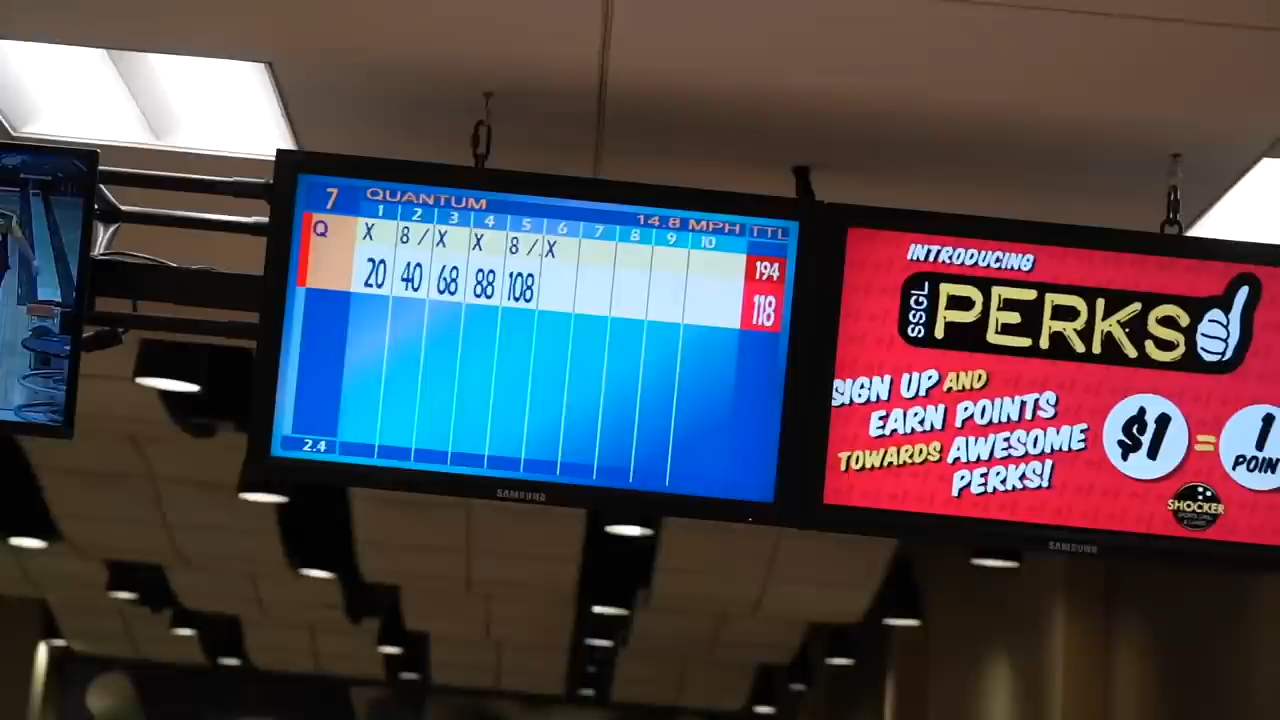 7 QUANTUM 14.8 MPH
1 2 3 4 5 6 7 8 9 10 TTL
Q X 8 / X X 8 / X
20 40 68 88 108 194
118
2.4
SAMSUNG
INTRODUCING
SSGL PERKS
SIGN UP AND
EARN POINTS
TOWARDS AWESOME
PERKS!
$1 = 1
POIN
SHOCKER
SAMSUNG